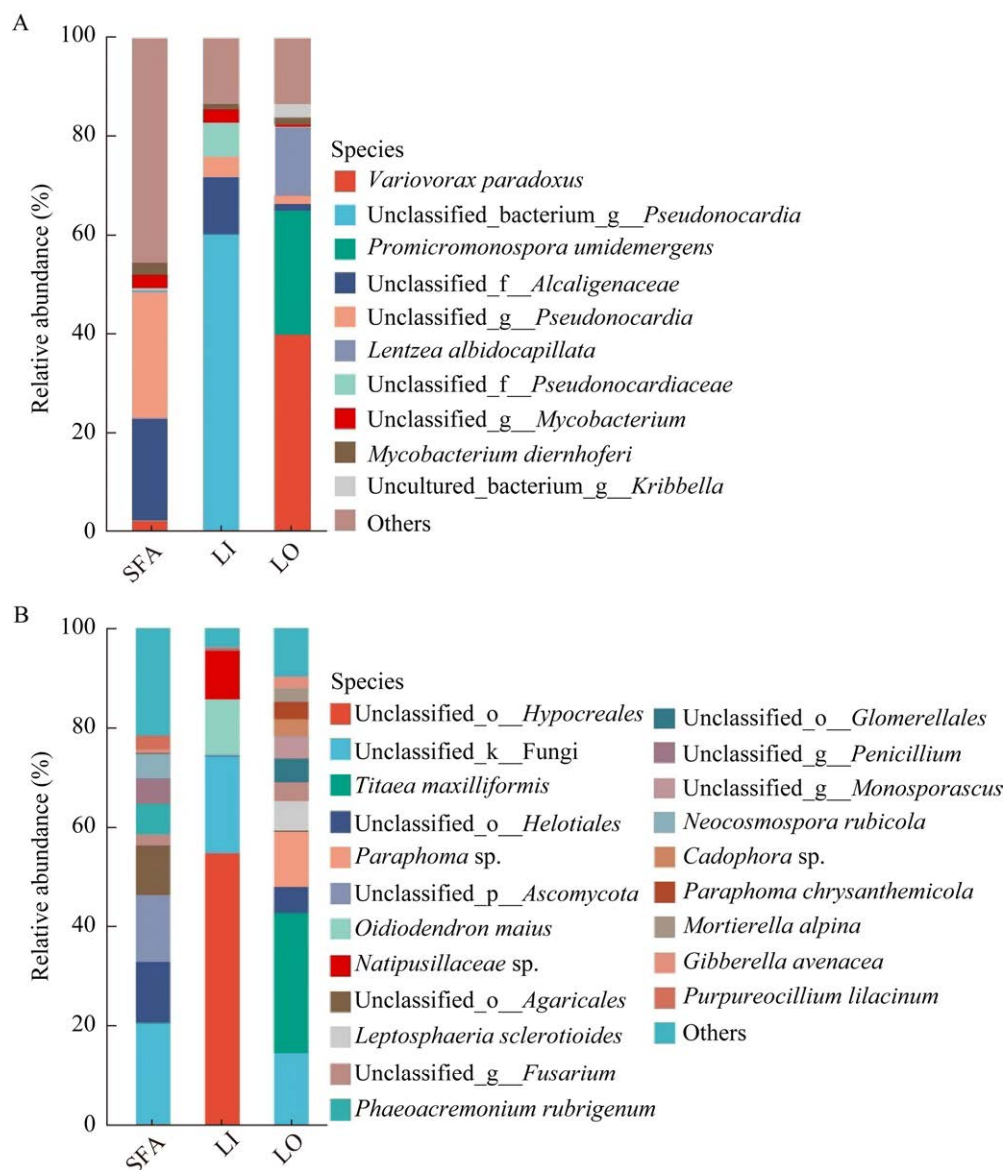 A
100
80
60
40
20
0
Relative abundance (%)
SFA
LI
LO
Species
Variovorax paradoxus
Unclassified_bacterium_g__Pseudonocardia
Promicromonospora umidemergens
Unclassified_f__Alcaligenaceae
Unclassified_g__Pseudonocardia
Lentzea albidocapillata
Unclassified_f__Pseudonocardiaceae
Unclassified_g__Mycobacterium
Mycobacterium diernhoferi
Uncultured_bacterium_g__Kribbella
Others
B
100
80
60
40
20
0
Relative abundance (%)
SFA
LI
LO
Species
Unclassified_o__Hypocreales
Unclassified_k__Fungi
Titaea maxilliformis
Unclassified_o__Helotiales
Paraphoma sp.
Unclassified_p__Ascomycota
Oidiodendron maius
Natipusillaceae sp.
Unclassified_o__Agaricales
Leptosphaeria sclerotioides
Unclassified_g__Fusarium
Phaeoacremonium rubrigenum
Unclassified_o__Glomerellales
Unclassified_g__Penicillium
Unclassified_g__Monosporascus
Neocosmospora rubicola
Cadophora sp.
Paraphoma chrysanthemicola
Mortierella alpina
Gibberella avenacea
Purpureocillium lilacinum
Others